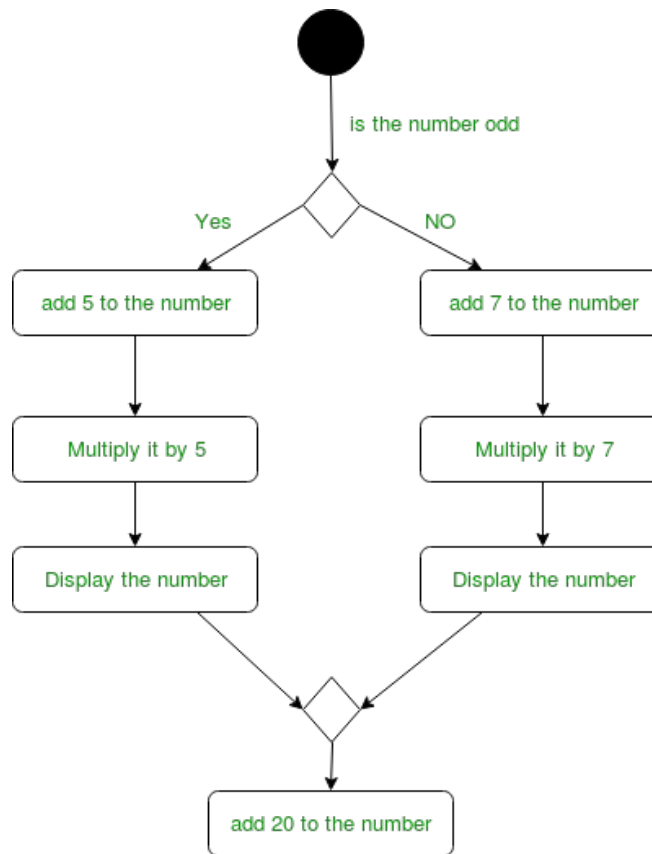 is the number odd
Yes
NO
add 5 to the number
add 7 to the number
Multiply it by 5
Multiply it by 7
Display the number
Display the number
add 20 to the number